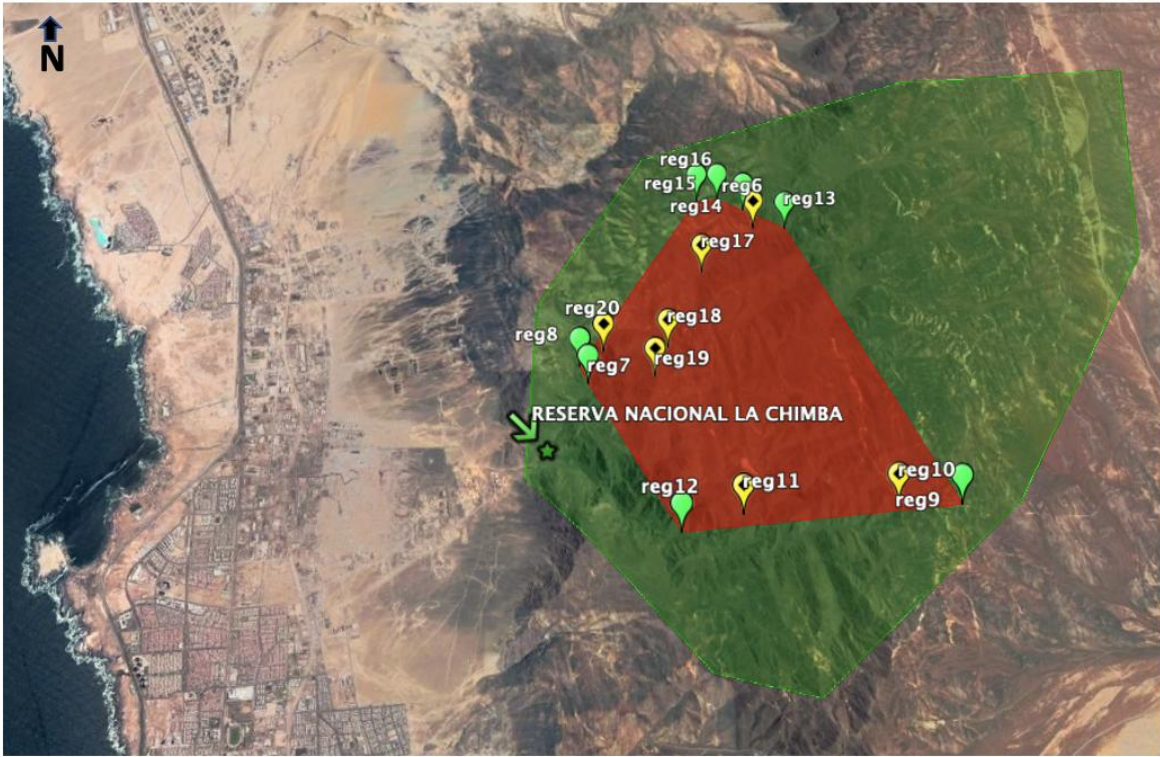 N
reg16
reg15
reg6
reg14
reg13
reg17
reg20
reg18
reg8
reg19
reg7
RESERVA NACIONAL LA CHIMBA
reg10
reg11
reg12
reg9